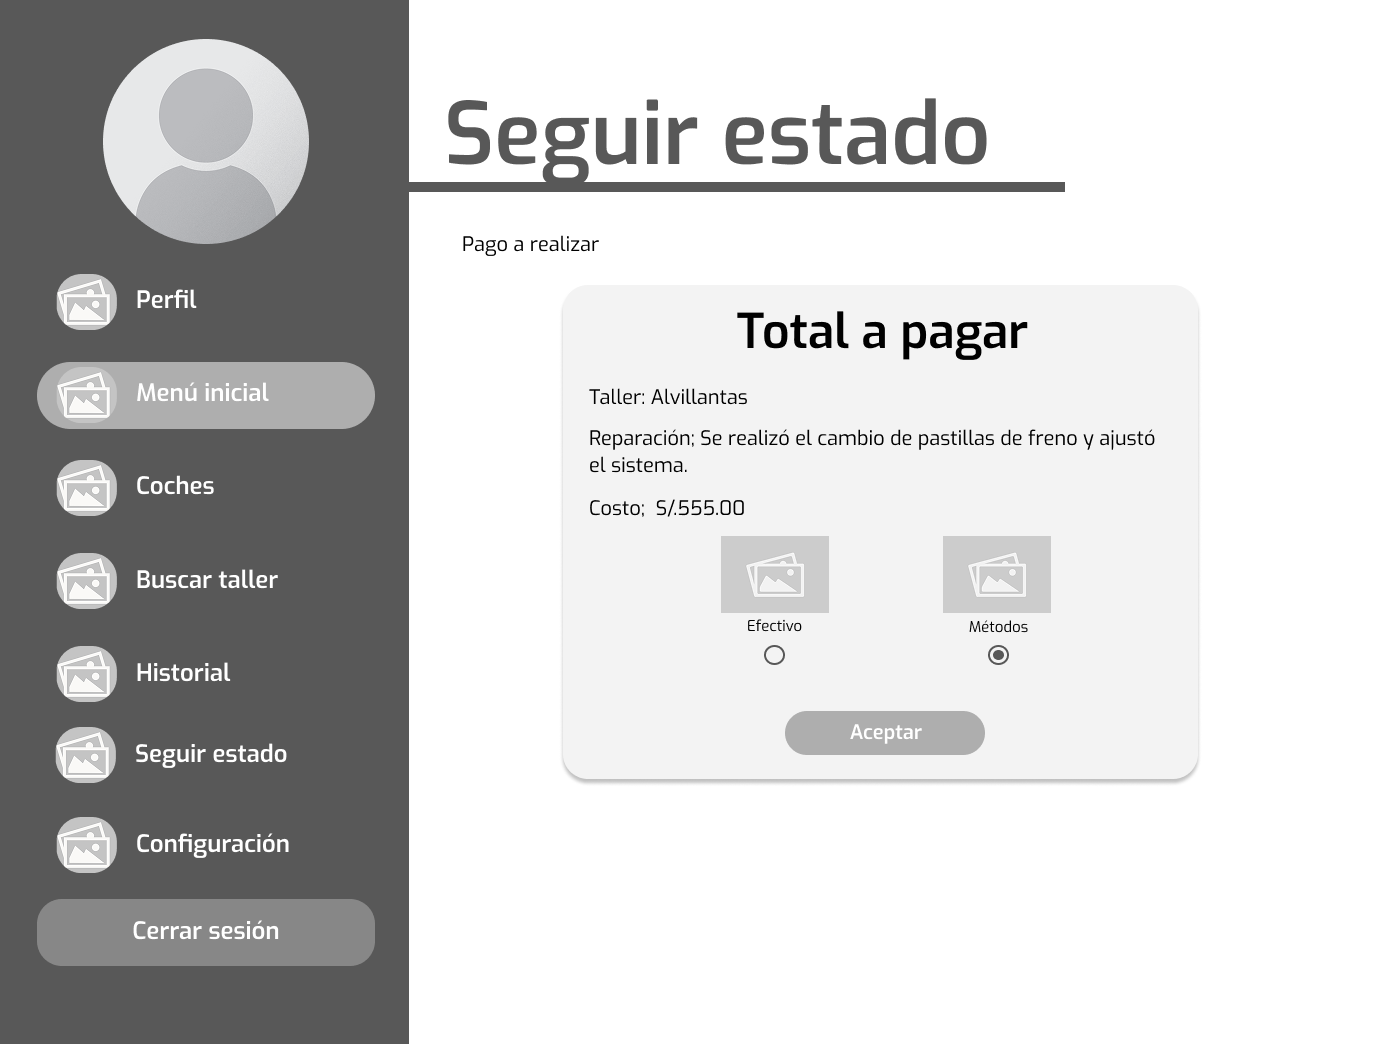 Seguir estado
Pago a realizar
Perfil
Menú inicial
Coches
Buscar taller
Historial
Seguir estado
Configuración
Cerrar sesión
Total a pagar
Taller: Alvillantas
Reparación; Se realizó el cambio de pastillas de freno y ajustó
el sistema.
Costo;  S/.555.00
Efectivo
Métodos
Aceptar